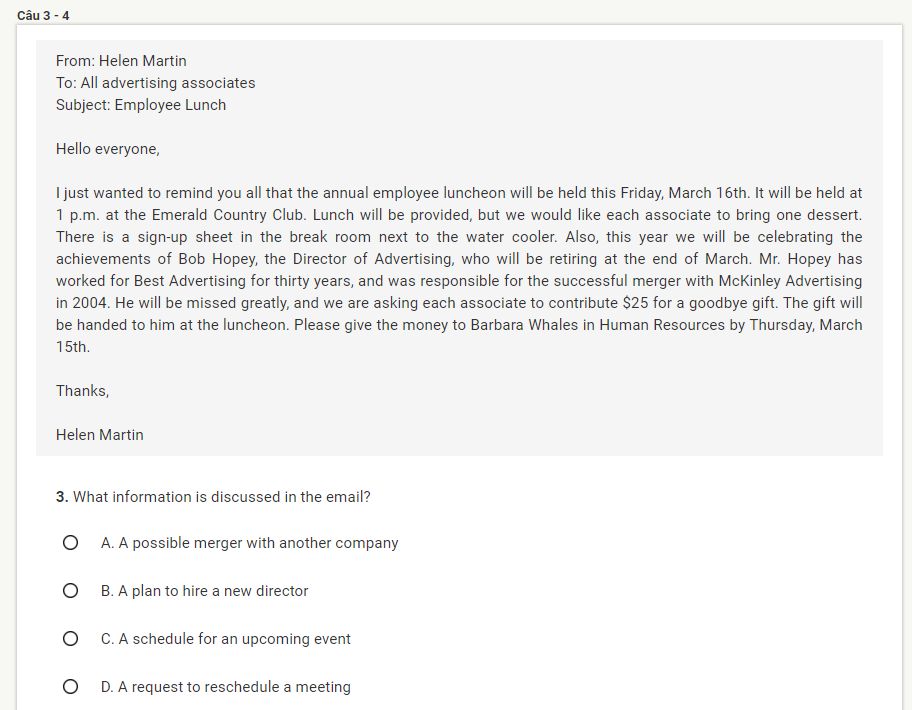 Câu 3 - 4
From: Helen Martin
To: All advertising associates
Subject: Employee Lunch
Hello everyone,
I just wanted to remind you all that the annual employee luncheon will be held this Friday, March 16th. It will be held at
1 p.m. at the Emerald Country Club. Lunch will be provided, but we would like each associate to bring one dessert.
There is a sign-up sheet in the break room next to the water cooler. Also, this year we will be celebrating the
achievements of Bob Hopey, the Director of Advertising, who will be retiring at the end of March. Mr. Hopey has
worked for Best Advertising for thirty years, and was responsible for the successful merger with McKinley Advertising
in 2004. He will be missed greatly, and we are asking each associate to contribute $25 for a goodbye gift. The gift will
be handed to him at the luncheon. Please give the money to Barbara Whales in Human Resources by Thursday, March
15th.
Thanks,
Helen Martin
3. What information is discussed in the email?
A. A possible merger with another company
B. A plan to hire a new director
C. A schedule for an upcoming event
D. A request to reschedule a meeting